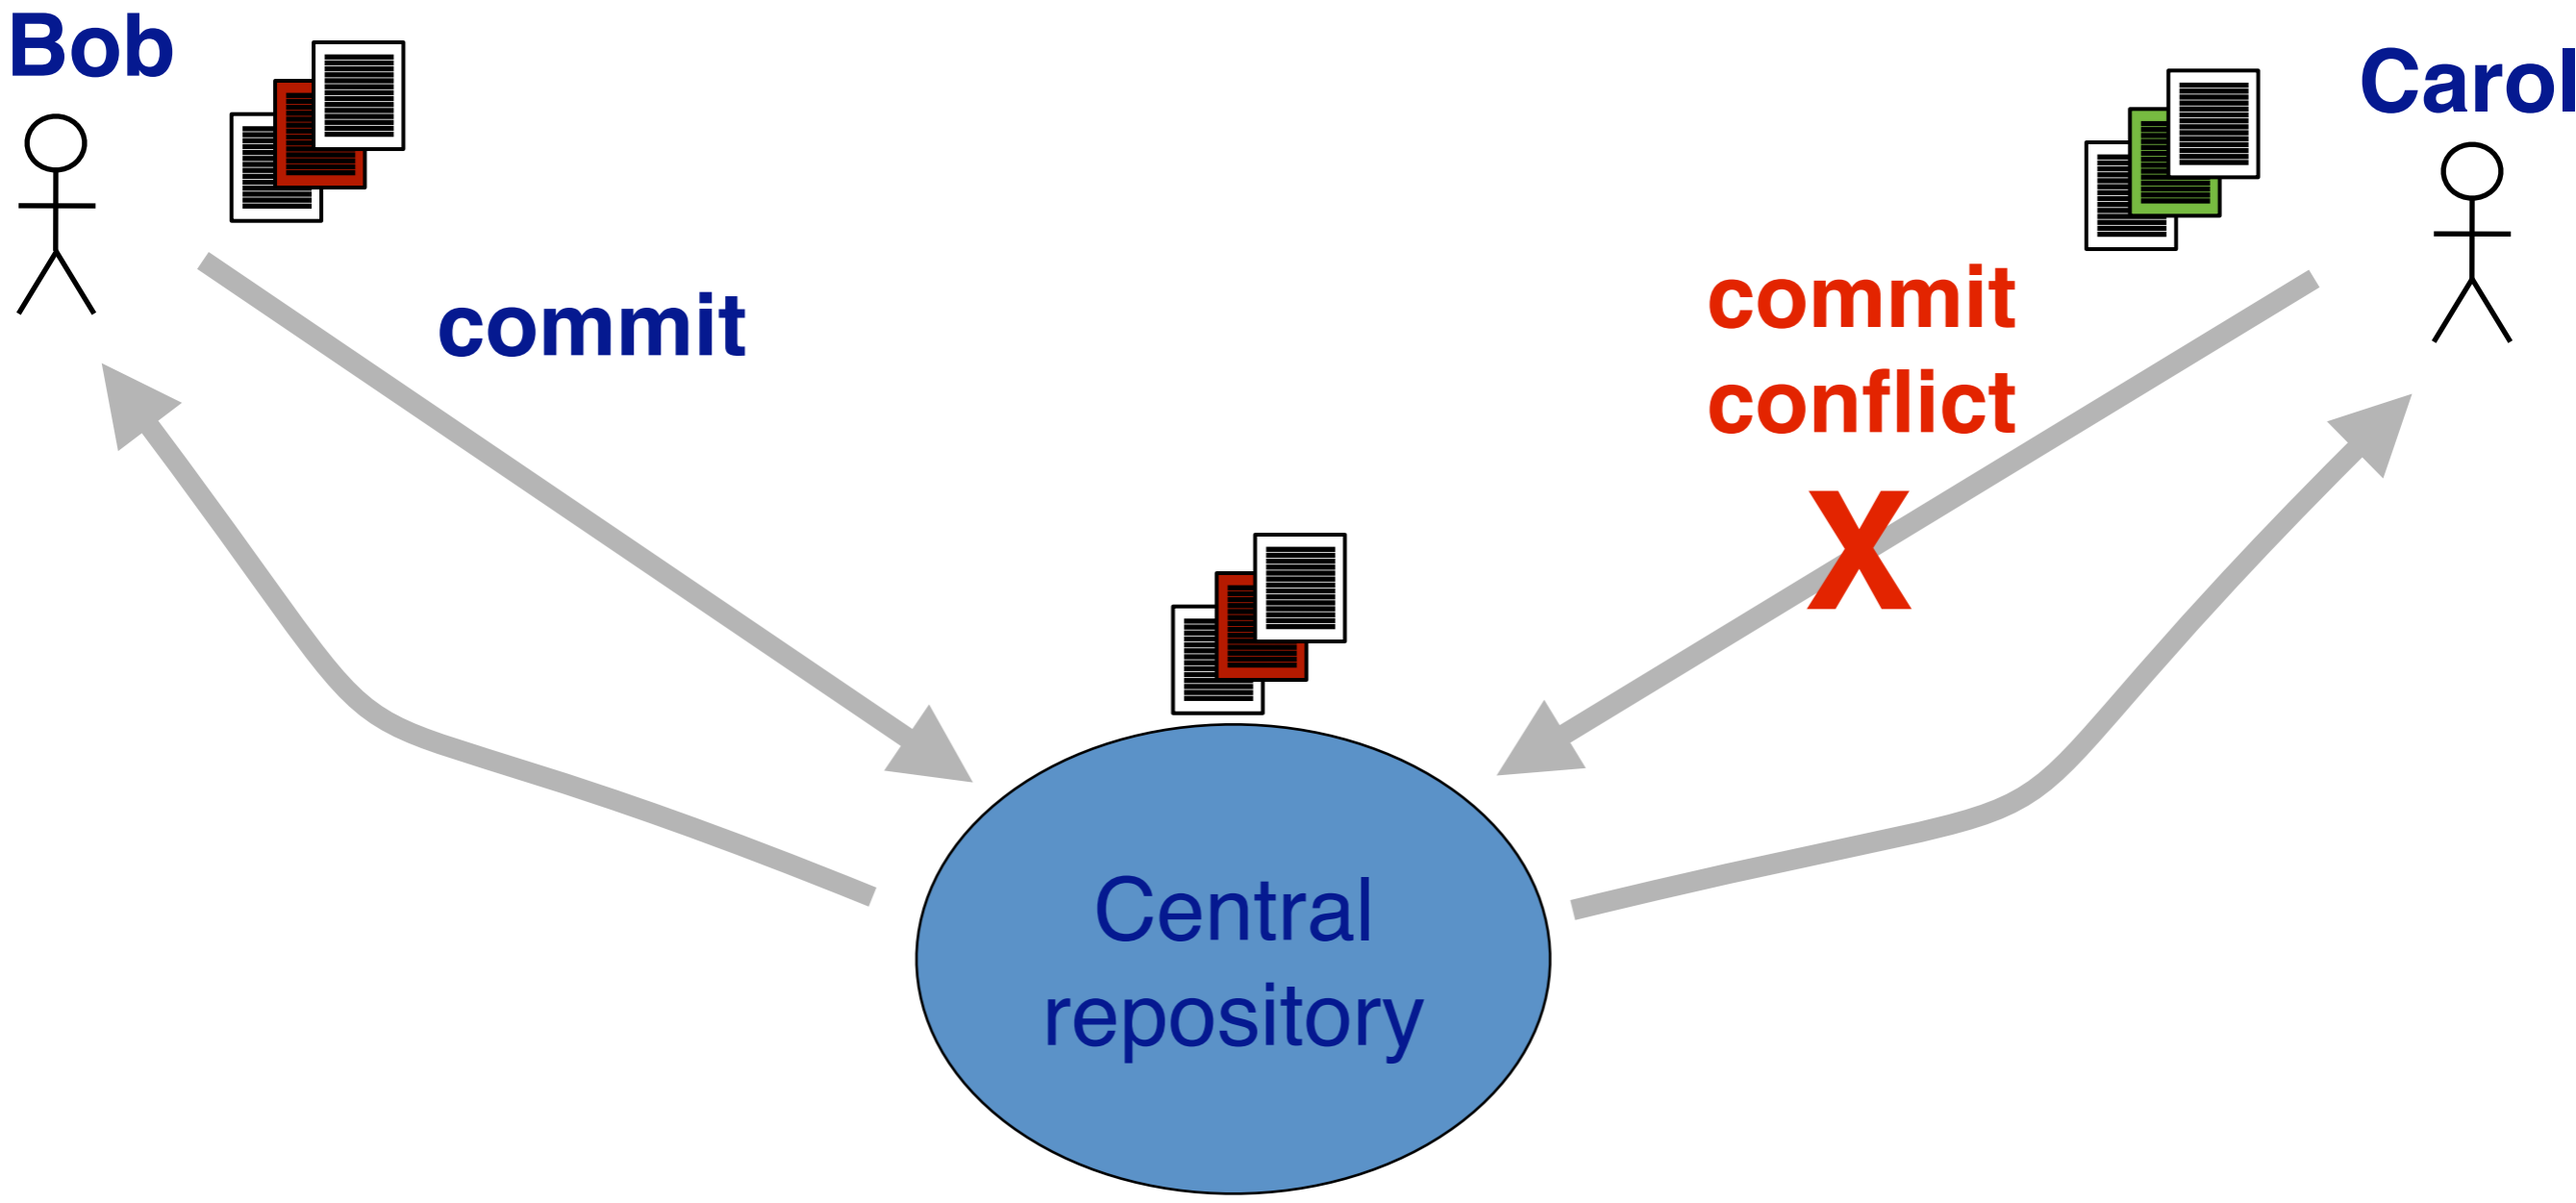 Bob
Carol
commit
commit
conflict
X
Central
repository